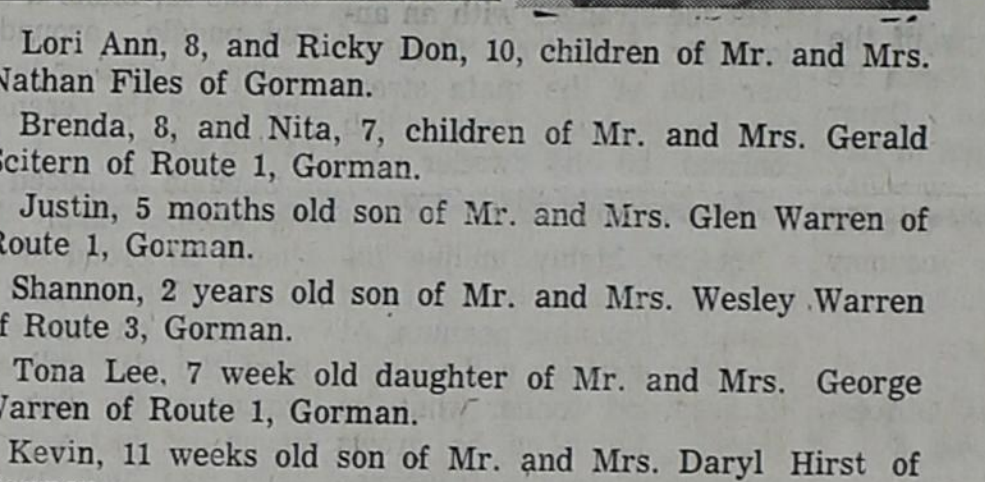 Lori Ann, 8, and Ricky Don, 10, children of Mr. and Mrs.
Nathan Files of Gorman.
Brenda, 8, and Nita, 7, children of Mr. and Mrs. Gerald
Scitern of Route 1, Gorman.
Justin, 5 months old son of Mr. and Mrs. Glen Warren of
Route 1, Gorman.
Shannon, 2 years old son of Mr. and Mrs. Wesley Warren
of Route 3, Gorman.
Tona Lee, 7 week old daughter of Mr. and Mrs. George
Warren of Route 1, Gorman.
Kevin, 11 weeks old son of Mr. and Mrs. Daryl Hirst of